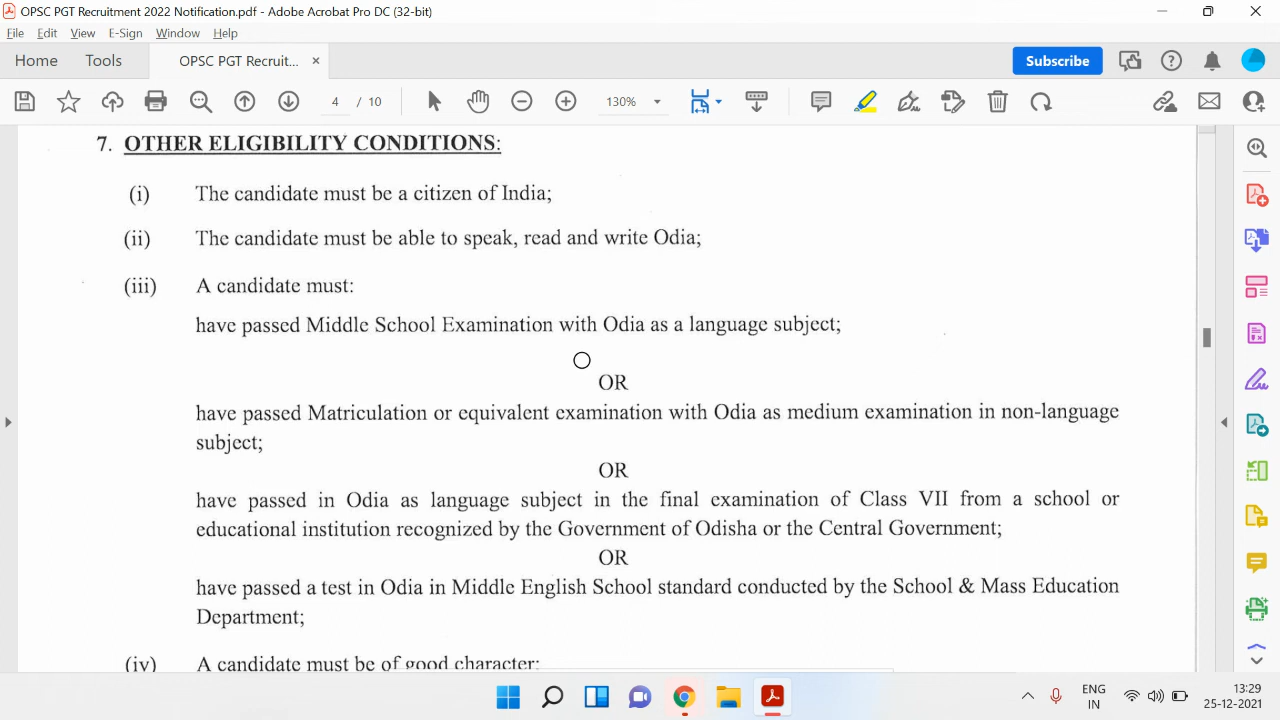 OPSC PGT Recruitment 2022 Notification.pdf - Adobe Acrobat Pro DC (32-bit)
File Edit View E-Sign Window Help
Home Tools OPSC PGT Recruit... ×
Subscribe
4 / 10
130%
7. OTHER ELIGIBILITY CONDITIONS:
(i) The candidate must be a citizen of India;
(ii) The candidate must be able to speak, read and write Odia;
(iii) A candidate must:
have passed Middle School Examination with Odia as a language subject;
OR
have passed Matriculation or equivalent examination with Odia as medium examination in non-language
subject;
OR
have passed in Odia as language subject in the final examination of Class VII from a school or
educational institution recognized by the Government of Odisha or the Central Government;
OR
have passed a test in Odia in Middle English School standard conducted by the School & Mass Education
Department;
(iv) A candidate must be of good character;
ENG
IN
13:29
25-12-2021